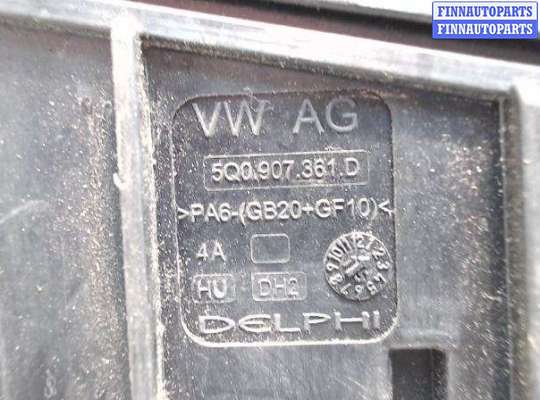 FINNAUTOPARTS
FINNAUTOPARTS
VW AG
5Q0.907.361.D
>PA6-(GB20+GF10)<
4A
HU DH2
DELPHI